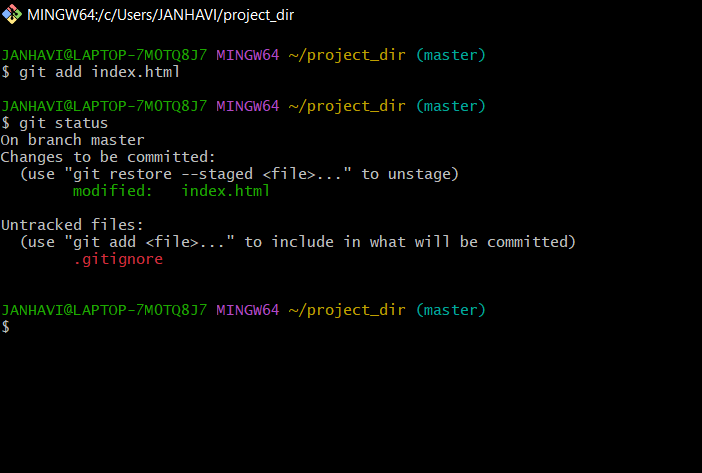 MINGW64:/c/Users/JANHAVI/project_dir
JANHAVI@LAPTOP-7MOTQ8J7 MINGW64 ~/project_dir (master)
$ git add index.html
JANHAVI@LAPTOP-7MOTQ8J7 MINGW64 ~/project_dir (master)
$ git status
On branch master
Changes to be committed:
  (use "git restore --staged <file>..." to unstage)
        modified:   index.html
Untracked files:
  (use "git add <file>..." to include in what will be committed)
        .gitignore
JANHAVI@LAPTOP-7MOTQ8J7 MINGW64 ~/project_dir (master)
$